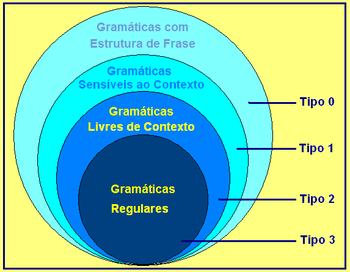 Gramáticas com
Estrutura de Frase
Gramáticas
Sensíveis ao Contexto
Gramáticas
Livres de Contexto
Gramáticas
Regulares
Tipo 0
Tipo 1
Tipo 2
Tipo 3